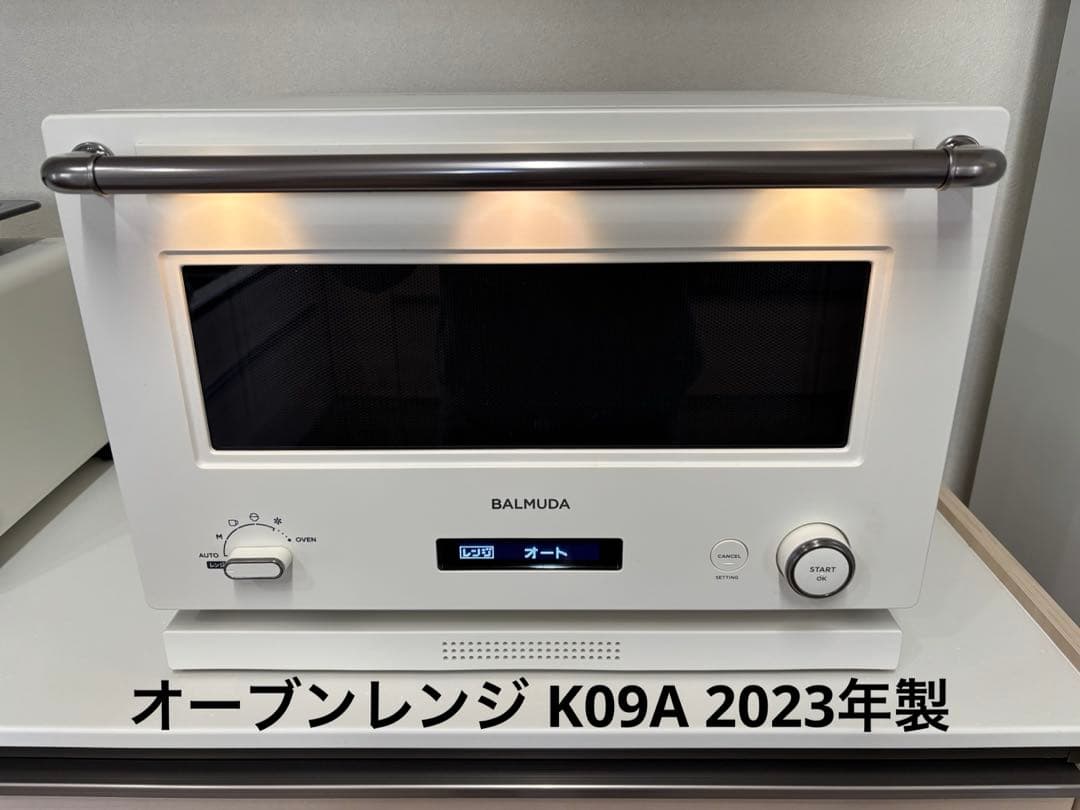 BALMUDA
M
OVEN
AUTO
レンジ
レンジ オート
CANCEL
SETTING
START
OK
オーブンレンジ K09A 2023年製